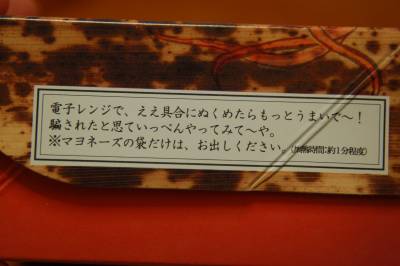 電子レンジで、ええ具合にぬくめたらもっとうまいで〜！
騙されたと思ていっぺんやってみて〜や。
※マヨネーズの袋だけは、お出しください。(加熱時間:約1分程度)